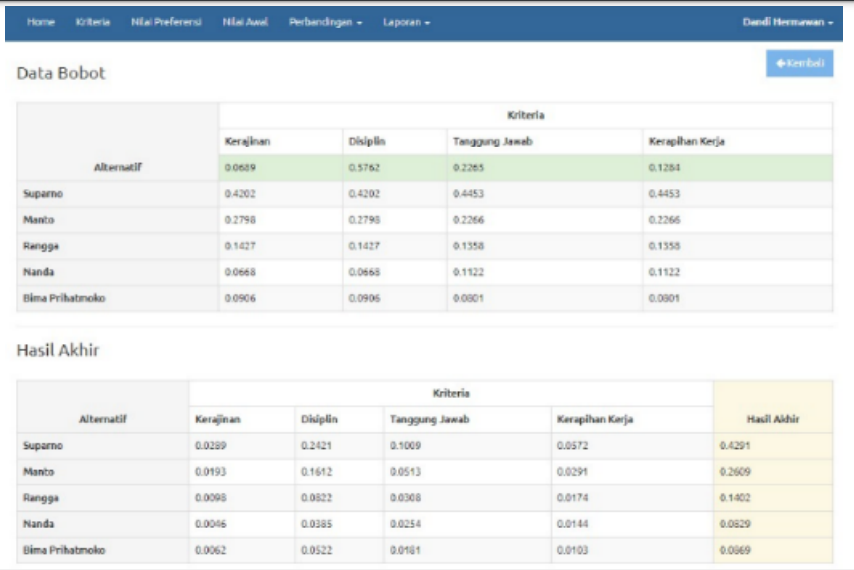 Home Kriteria Nilai Preferensi Nilai Awal Perbandingan Laporan Dandi Hermawan
Data Bobot
Kembali
Kriteria
Kerajinan Disiplin Tanggung Jawab Kerapihan Kerja
Alternatif 0.0689 0.5762 0.2265 0.1284
Suparno 0.4202 0.4202 0.4453 0.4453
Manto 0.2798 0.2798 0.2266 0.2266
Rangga 0.1427 0.1427 0.1358 0.1358
Nanda 0.0668 0.0668 0.1122 0.1122
Bima Prihatmoko 0.0906 0.0906 0.0801 0.0801
Hasil Akhir
Kriteria
Alternatif Kerajinan Disiplin Tanggung Jawab Kerapihan Kerja Hasil Akhir
Suparno 0.0289 0.2421 0.1009 0.0572 0.4291
Manto 0.0193 0.1612 0.0513 0.0291 0.2609
Rangga 0.0098 0.0822 0.0308 0.0174 0.1402
Nanda 0.0046 0.0385 0.0254 0.0144 0.0829
Bima Prihatmoko 0.0062 0.0522 0.0181 0.0103 0.0869